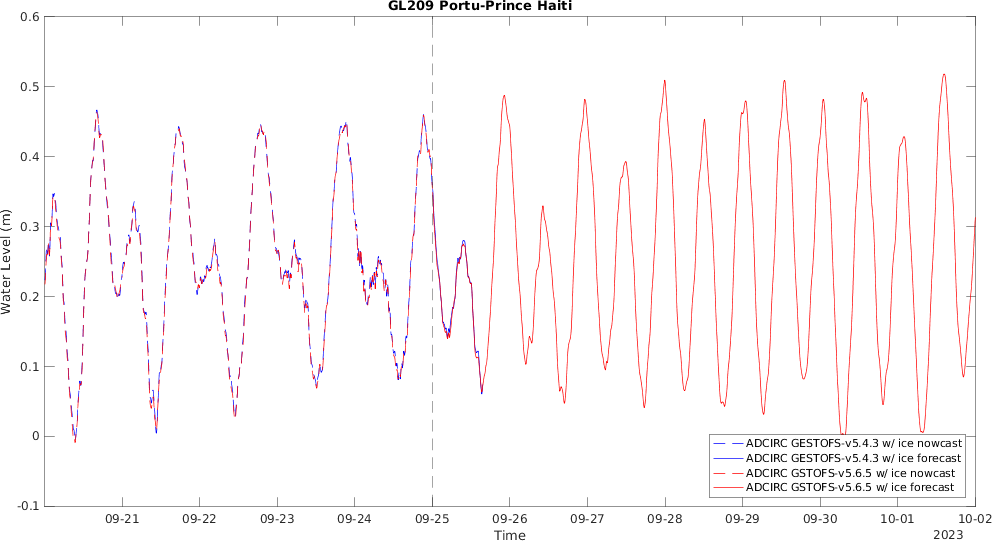 GL209 Portu-Prince Haiti
0.6
0.5
0.4
0.3
0.2
0.1
0
-0.1
Water Level (m)
ADCIRC GESTOFS-v5.4.3 w/ ice nowcast
ADCIRC GESTOFS-v5.4.3 w/ ice forecast
ADCIRC GSTOFS-v5.6.5 w/ ice nowcast
ADCIRC GSTOFS-v5.6.5 w/ ice forecast
09-21 09-22 09-23 09-24 09-25 09-26 09-27 09-28 09-29 09-30 10-01 10-02
Time
2023